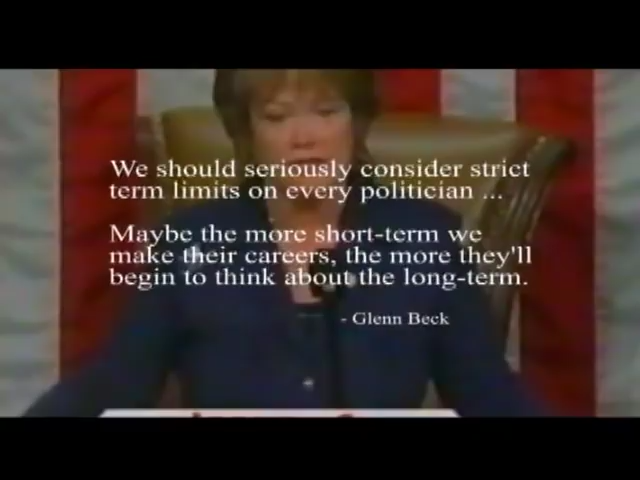 We should seriously consider strict
term limits on every politician ...
Maybe the more short-term we
make their careers, the more they'll
begin to think about the long-term.
- Glenn Beck